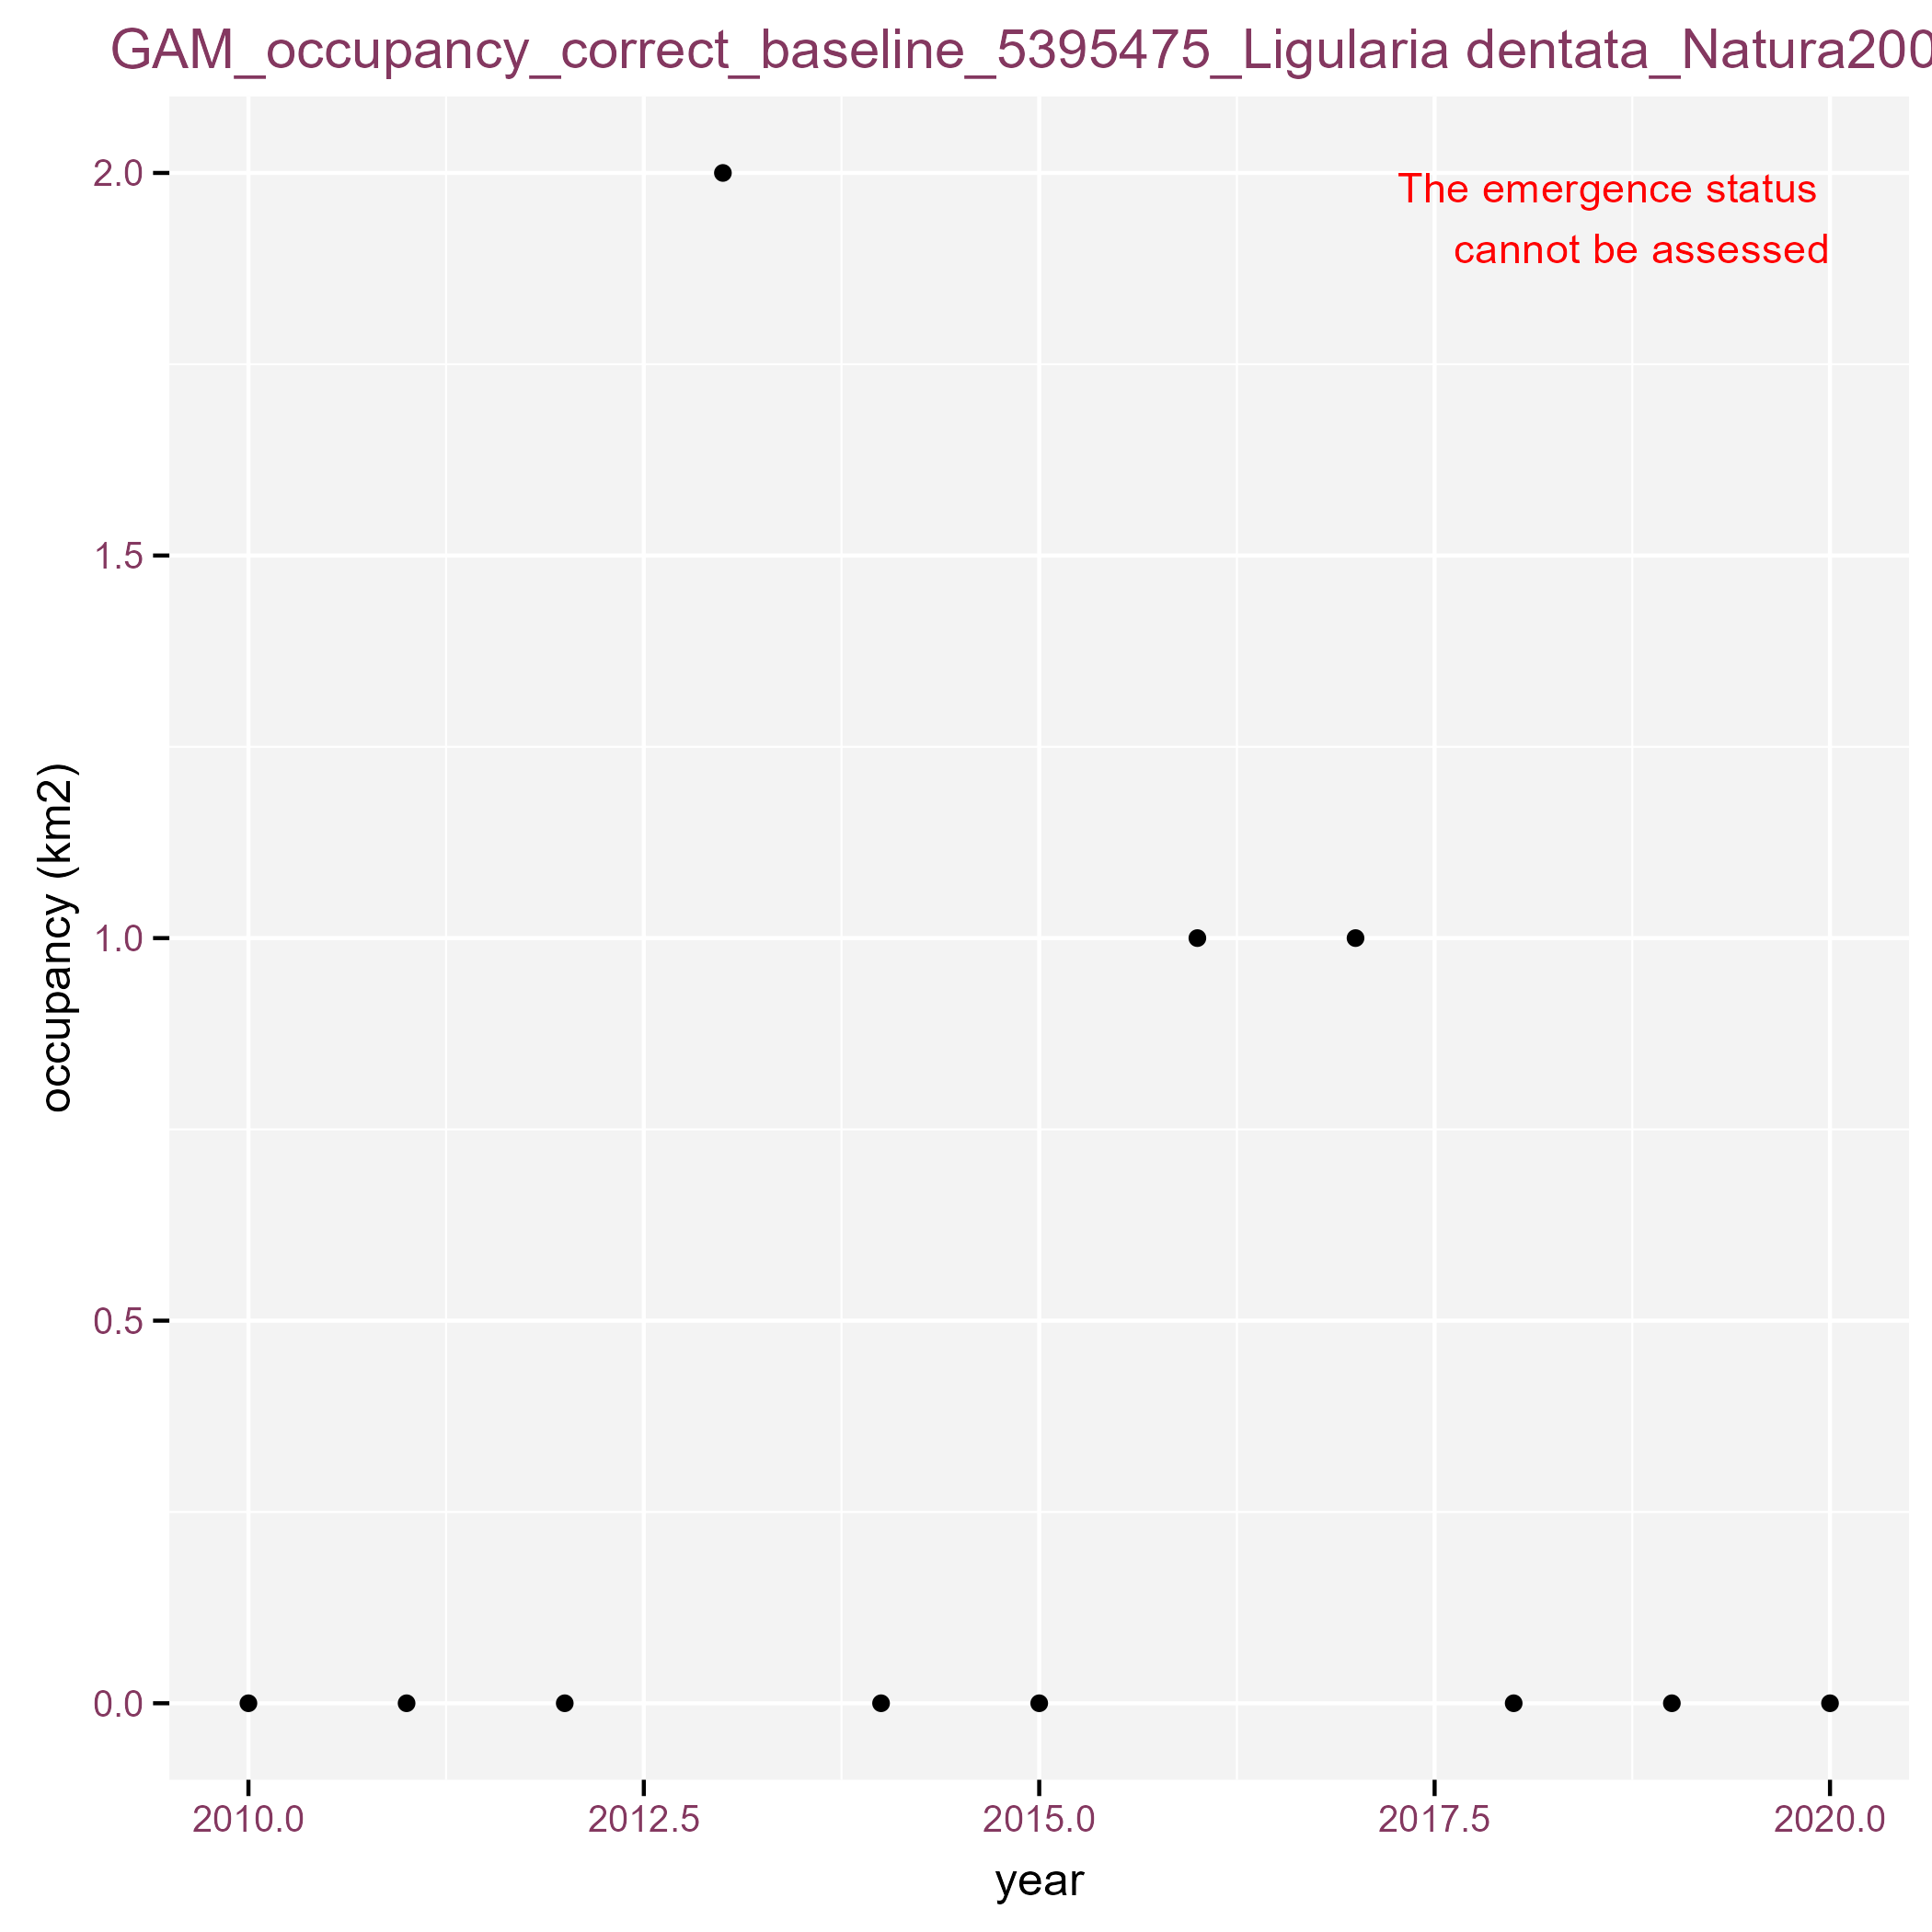 GAM_occupancy_correct_baseline_5395475_Ligularia dentata_Natura200
The emergence status
cannot be assessed
2.0
1.5
1.0
0.5
0.0
occupancy (km2)
2010.0 2012.5 2015.0 2017.5 2020.0
year